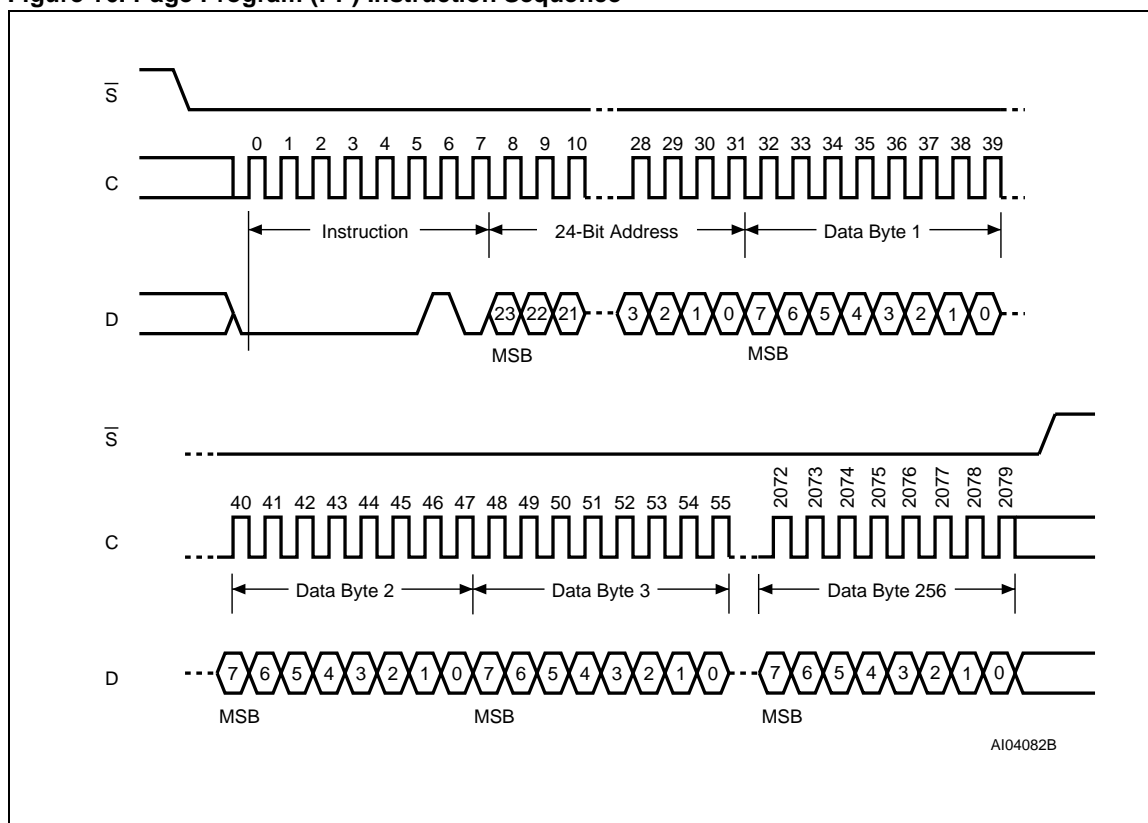 Figure Page Program (PP) Instruction Sequence
S̅
0 1 2 3 4 5 6 7 8 9 10 28 29 30 31 32 33 34 35 36 37 38 39
C
Instruction 24-Bit Address Data Byte 1
D 23 22 21 3 2 1 0 7 6 5 4 3 2 1 0
MSB MSB
S̅
40 41 42 43 44 45 46 47 48 49 50 51 52 53 54 55 2072 2073 2074 2075 2076 2077 2078 2079
C
Data Byte 2 Data Byte 3 Data Byte 256
D 7 6 5 4 3 2 1 0 7 6 5 4 3 2 1 0 7 6 5 4 3 2 1 0
MSB MSB MSB
AI04082B